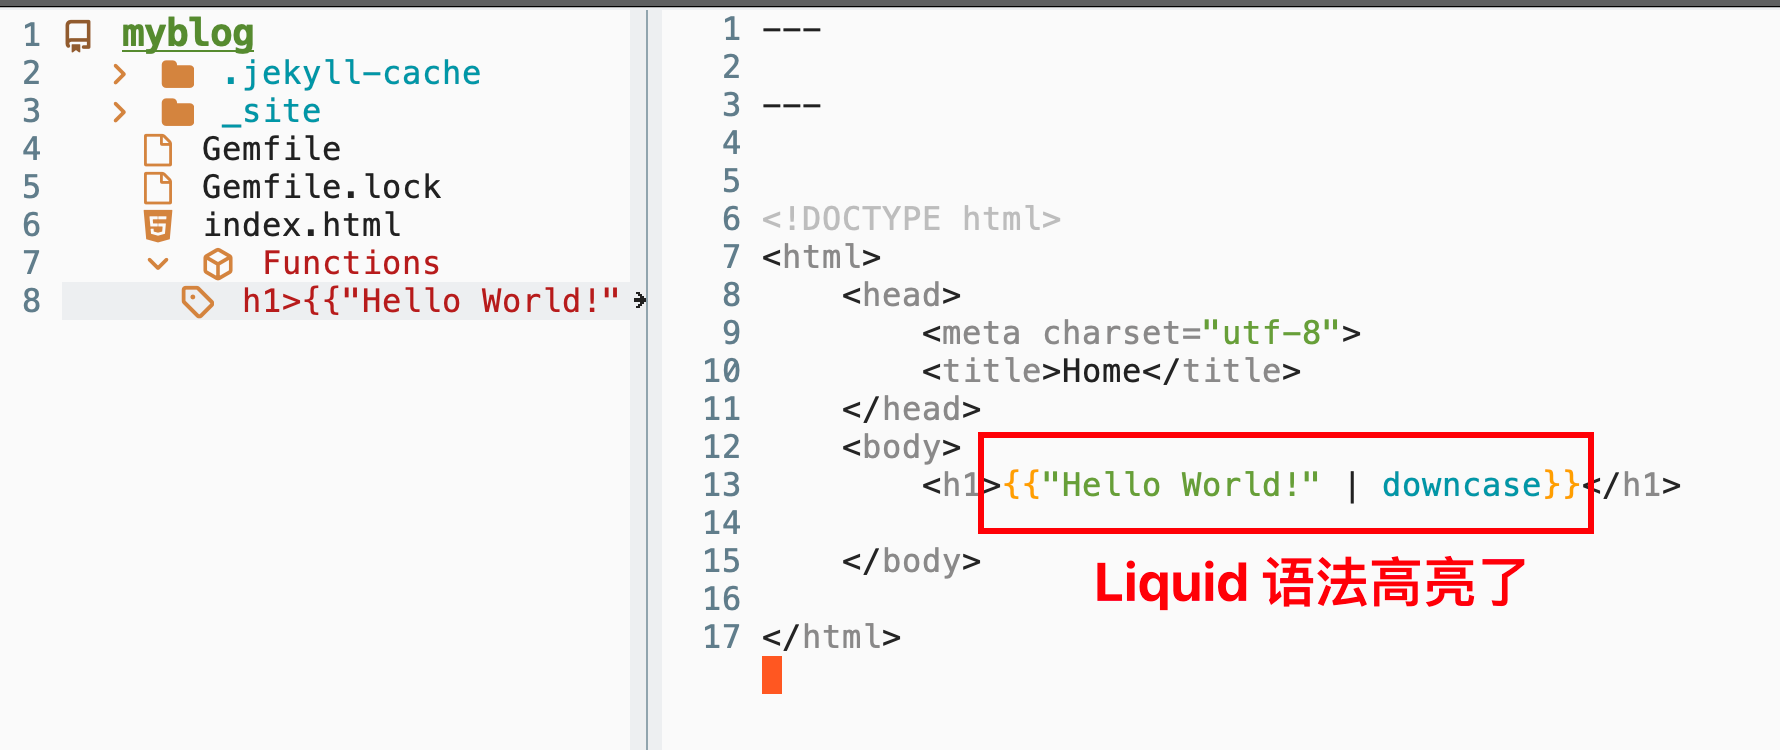 1 myblog
2 .jekyll-cache
3 _site
4 Gemfile
5 Gemfile.lock
6 index.html
7 Functions
8 h1>{{"Hello World!"
1 ---
2
3 ---
4
5
6 <!DOCTYPE html>
7 <html>
8 <head>
9 <meta charset="utf-8">
10 <title>Home</title>
11 </head>
12 <body>
13 <h1>{{"Hello World!" | downcase}}</h1>
14
15 </body>
16
17 </html>
Liquid 语法高亮了